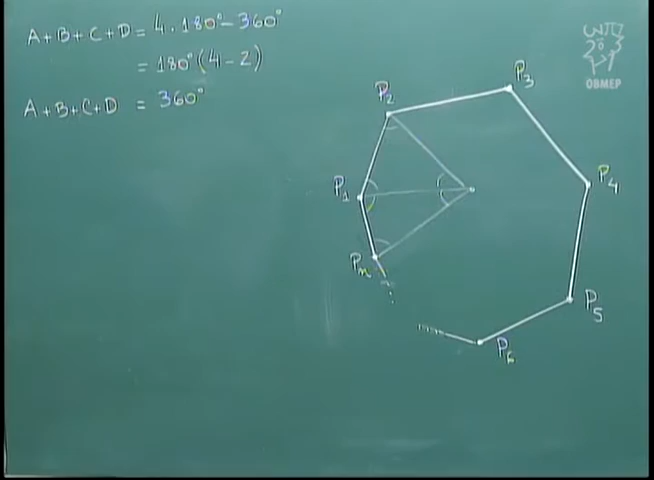 A+B+C+D = 4.180° - 360°
= 180° (4-2)
A+B+C+D = 360°
P2
P3
P1
P4
Pn
P5
P6
OBMEP